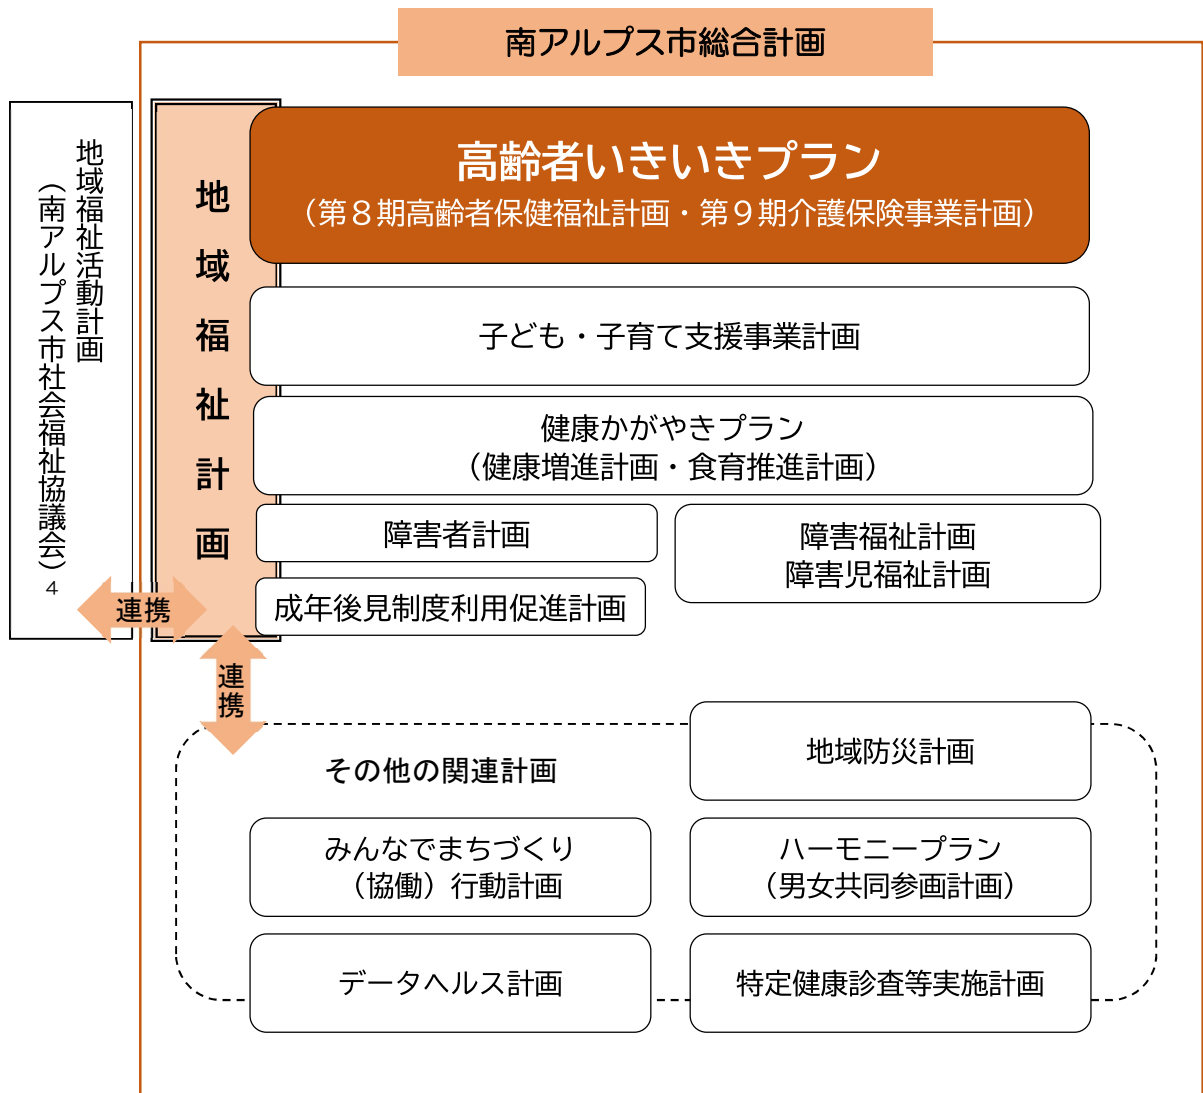 南アルプス市総合計画
地域福祉活動計画
（南アルプス市社会福祉協議会）4
地域福祉計画
高齢者いきいきプラン
（第８期高齢者保健福祉計画・第９期介護保険事業計画）
子ども・子育て支援事業計画
健康かがやきプラン
（健康増進計画・食育推進計画）
障害者計画
障害福祉計画
障害児福祉計画
成年後見制度利用促進計画
連携
連携
その他の関連計画
地域防災計画
みんなでまちづくり
（協働）行動計画
ハーモニープラン
（男女共同参画計画）
データヘルス計画
特定健康診査等実施計画